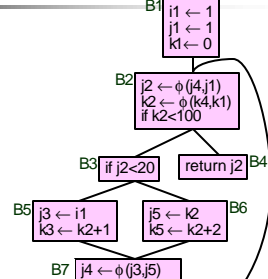 B1
i1 ← 1
j1 ← 1
k1← 0
B2
j2 ← ϕ(j4,j1)
k2 ← ϕ(k4,k1)
if k2<100
B3
if j2<20
return j2
B4
B5
j3 ← i1
k3 ← k2+1
j5 ← k2
k5 ← k2+2
B6
B7
j4 ← ϕ(j3,j5)